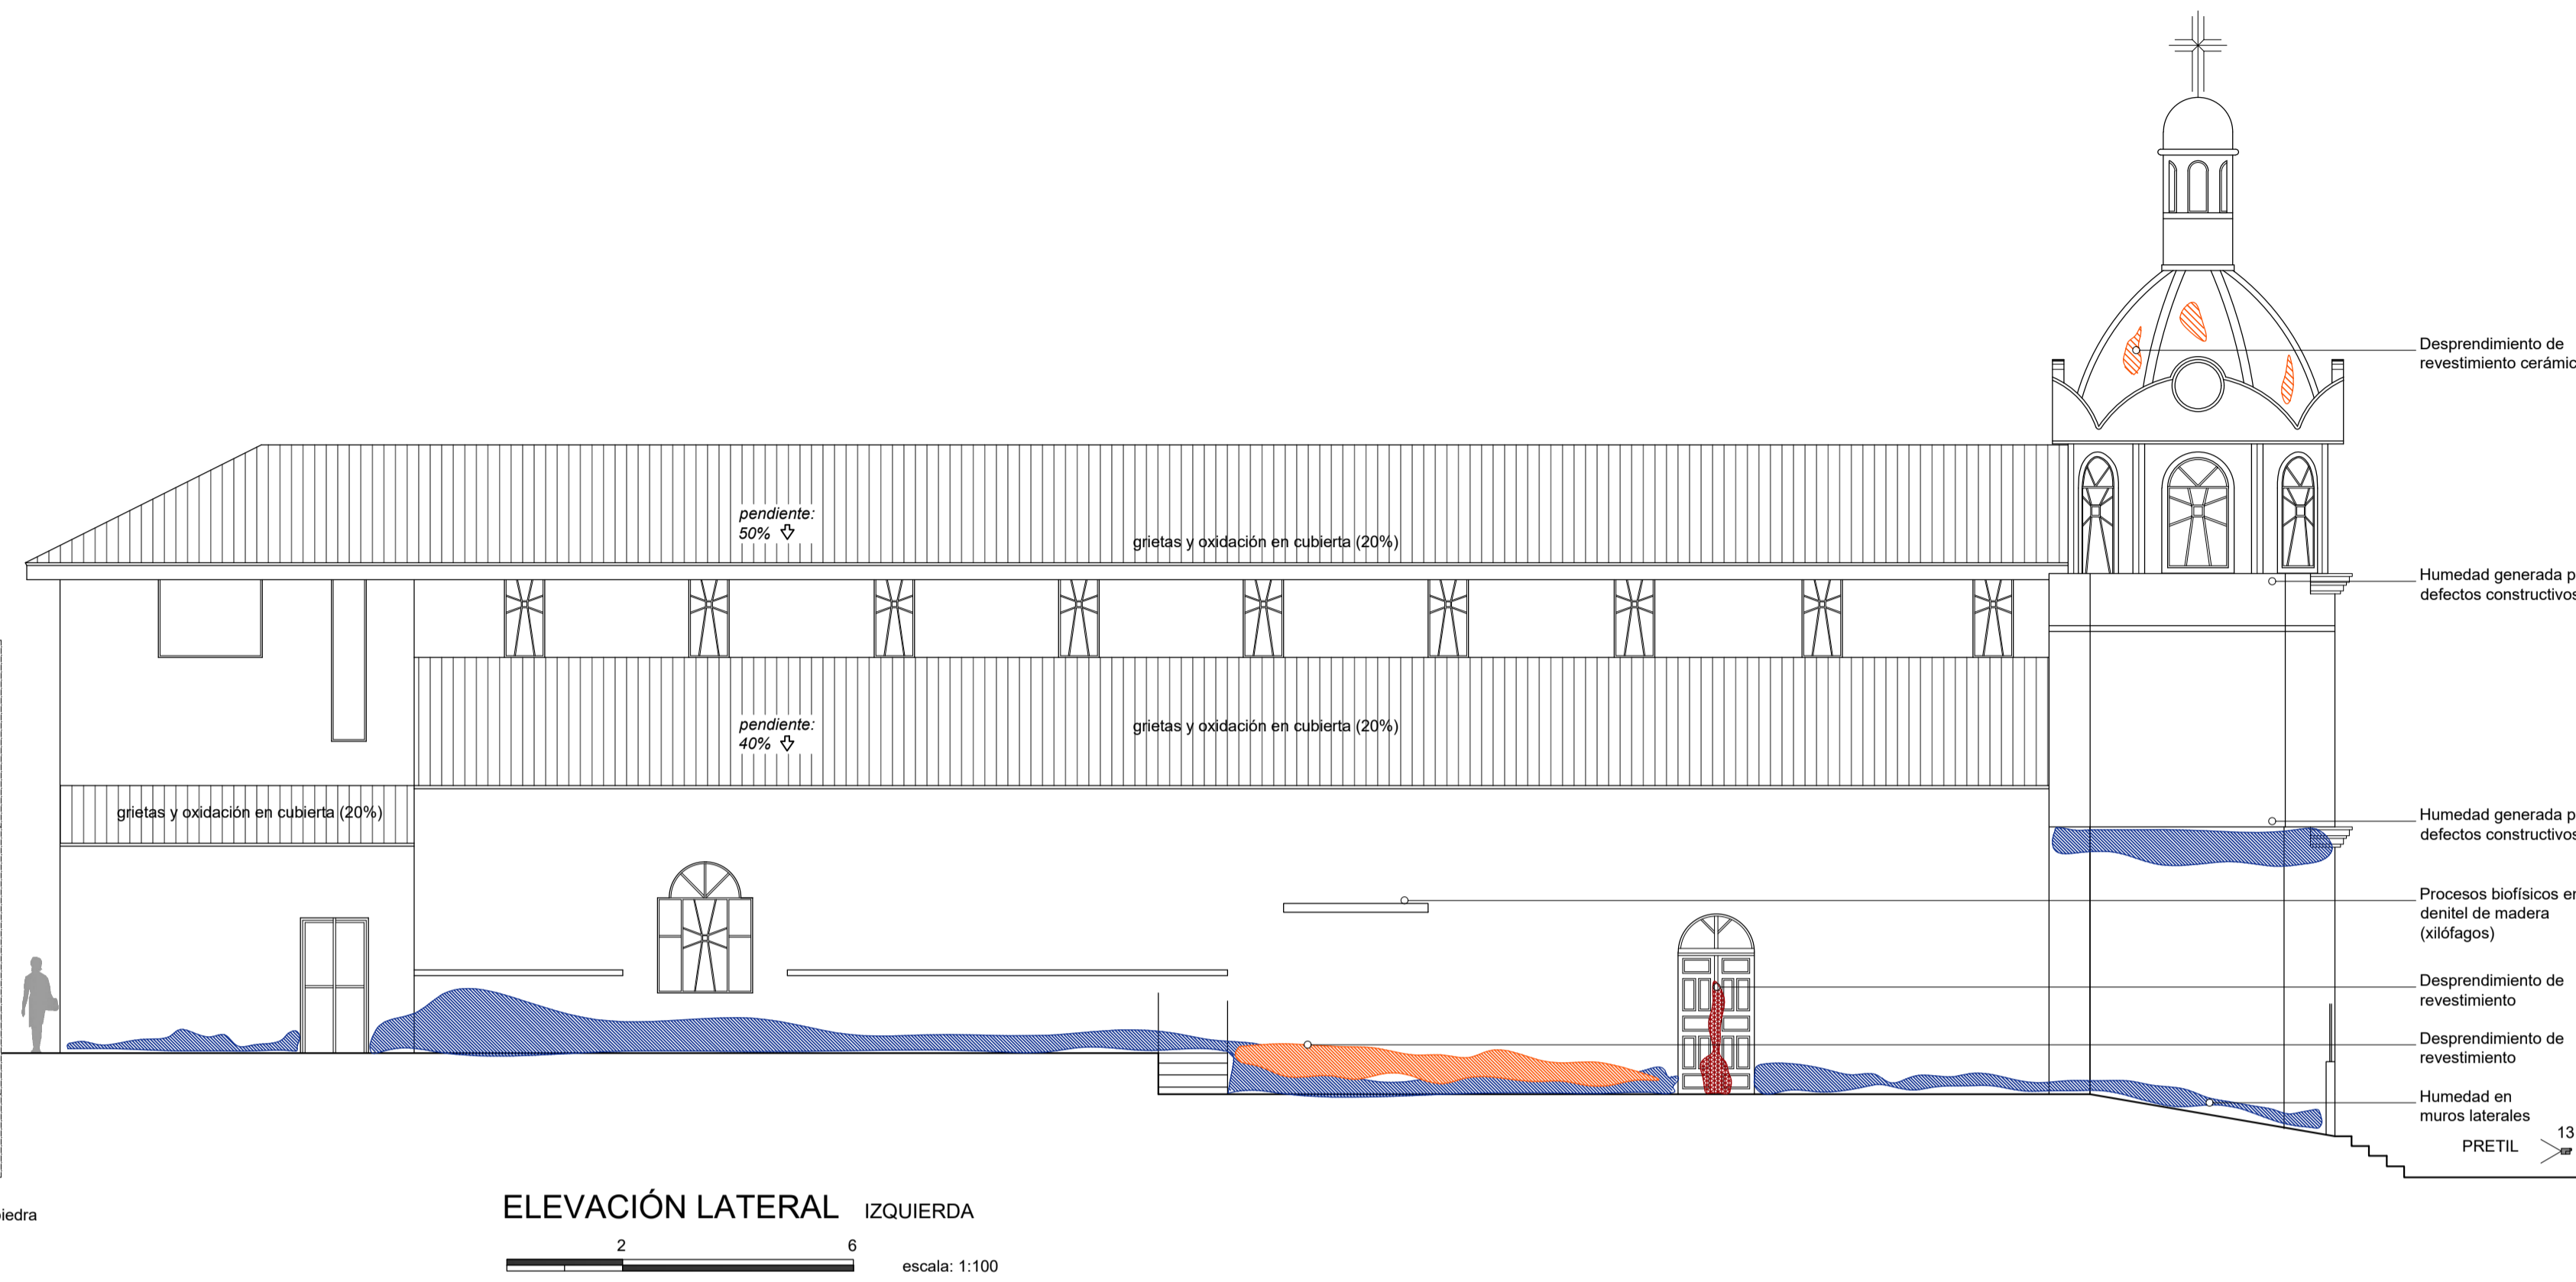 Desprendimiento de
revestimiento cerámic
pendiente:
50%
grietas y oxidación en cubierta (20%)
Humedad generada p
defectos constructivos
pendiente:
40%
grietas y oxidación en cubierta (20%)
grietas y oxidación en cubierta (20%)
Humedad generada p
defectos constructivos
Procesos biofísicos en
denitel de madera
(xilófagos)
Desprendimiento de
revestimiento
Desprendimiento de
revestimiento
Humedad en
muros laterales
PRETIL
13
iedra
ELEVACIÓN LATERAL IZQUIERDA
2 6
escala: 1:100